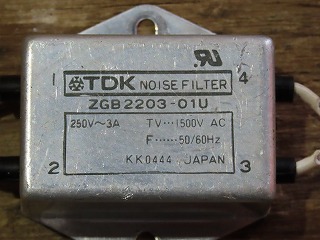 1 TDK NOISE FILTER 4
ZGB2203-01U
250V~3A TV···1500V AC
F······50/60Hz
2 KK0444 JAPAN 3